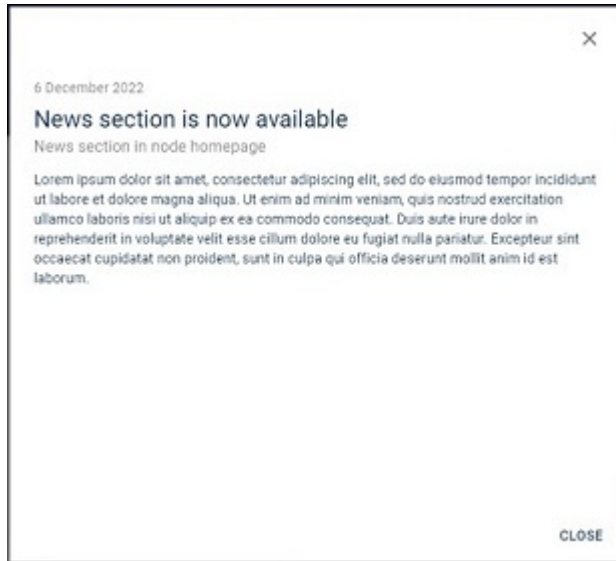 6 December 2022
News section is now available
News section in node homepage
Lorem ipsum dolor sit amet, consectetur adipiscing elit, sed do eiusmod tempor incididunt
ut labore et dolore magna aliqua. Ut enim ad minim veniam, quis nostrud exercitation
ullamco laboris nisi ut aliquip ex ea commodo consequat. Duis aute irure dolor in
reprehenderit in voluptate velit esse cillum dolore eu fugiat nulla pariatur. Excepteur sint
occaecat cupidatat non proident, sunt in culpa qui officia deserunt mollit anim id est
laborum.
CLOSE